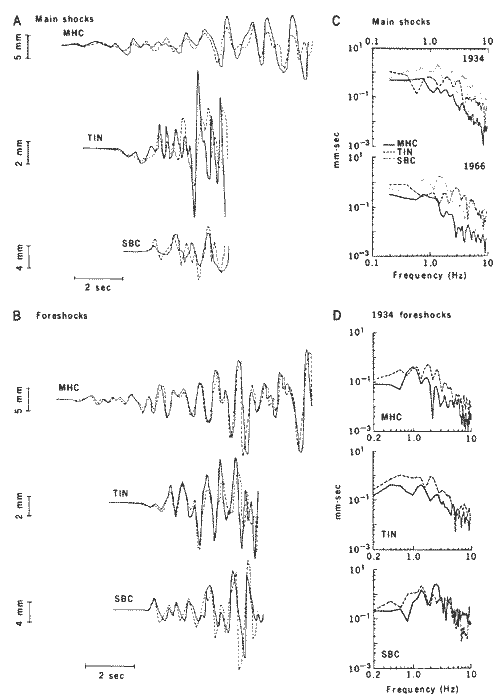 A
Main shocks
MHC
5 mm
TIN
2 mm
SBC
4 mm
2 sec
B
Foreshocks
MHC
5 mm
TIN
2 mm
SBC
4 mm
2 sec
C
Main shocks
0.1 1.0 10
10¹
1934
10⁻¹
MHC
TIN
SBC
10⁻³
10¹
1966
mm-sec
10⁻¹
10⁻³
0.1 1.0 10
Frequency (Hz)
D
1934 foreshocks
10¹
10⁻¹
MHC
10⁻³
0.2 1.0 10
mm-sec
10¹
10⁻¹
TIN
10⁻³
0.2 1.0 10
10¹
10⁻¹
SBC
10⁻³
0.2 1.0 10
Frequency (Hz)